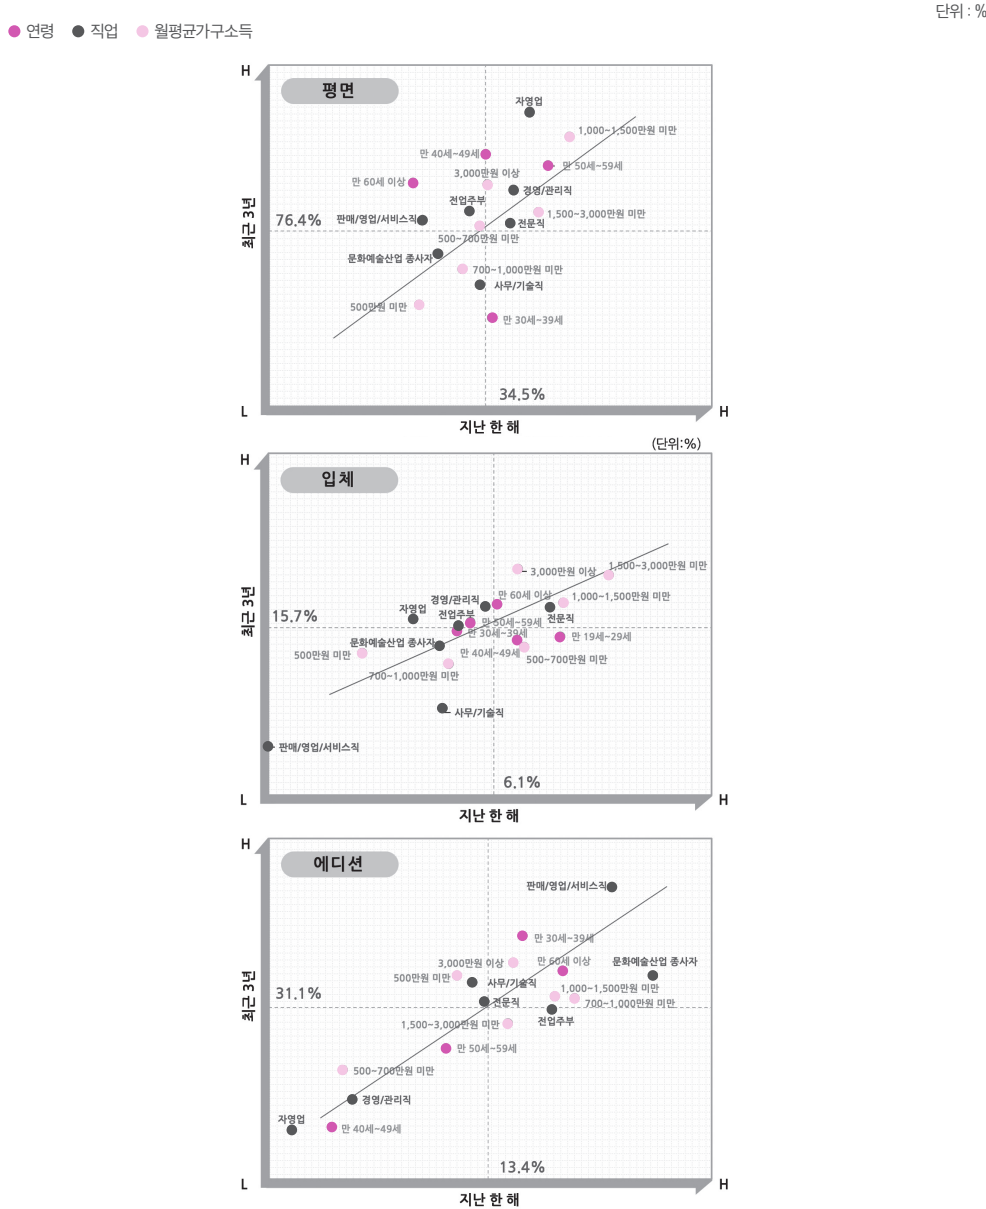 단위 : %
연령 직업 월평균가구소득
H
평면
자영업
1,000~1,500만원 미만
만 40세~49세
만 50세~59세
3,000만원 이상
만 60세 이상
경영/관리직
전업주부
1,500~3,000만원 미만
판매/영업/서비스직
전문직
76.4%
최근 3년
500~700만원 미만
문화예술산업 종사자
700~1,000만원 미만
사무/기술직
500만원 미만
만 30세~39세
34.5%
L
H
지난 한 해
(단위:%)
H
입체
3,000만원 이상
1,500~3,000만원 미만
만 60세 이상
1,000~1,500만원 미만
경영/관리직
자영업
전업주부
15.7%
최근 3년
전문직
만 50세~59세
만 30세~39세
만 19세~29세
문화예술산업 종사자
500만원 미만
만 40세~49세
500~700만원 미만
700~1,000만원 미만
사무/기술직
판매/영업/서비스직
6.1%
L
H
지난 한 해
H
에디션
판매/영업/서비스직
만 30세~39세
3,000만원 이상
만 60세 이상
문화예술산업 종사자
500만원 미만
사무/기술직
1,000~1,500만원 미만
31.1%
최근 3년
전문직
700~1,000만원 미만
전업주부
1,500~3,000만원 미만
만 50세~59세
500~700만원 미만
경영/관리직
자영업
만 40세~49세
13.4%
L
H
지난 한 해